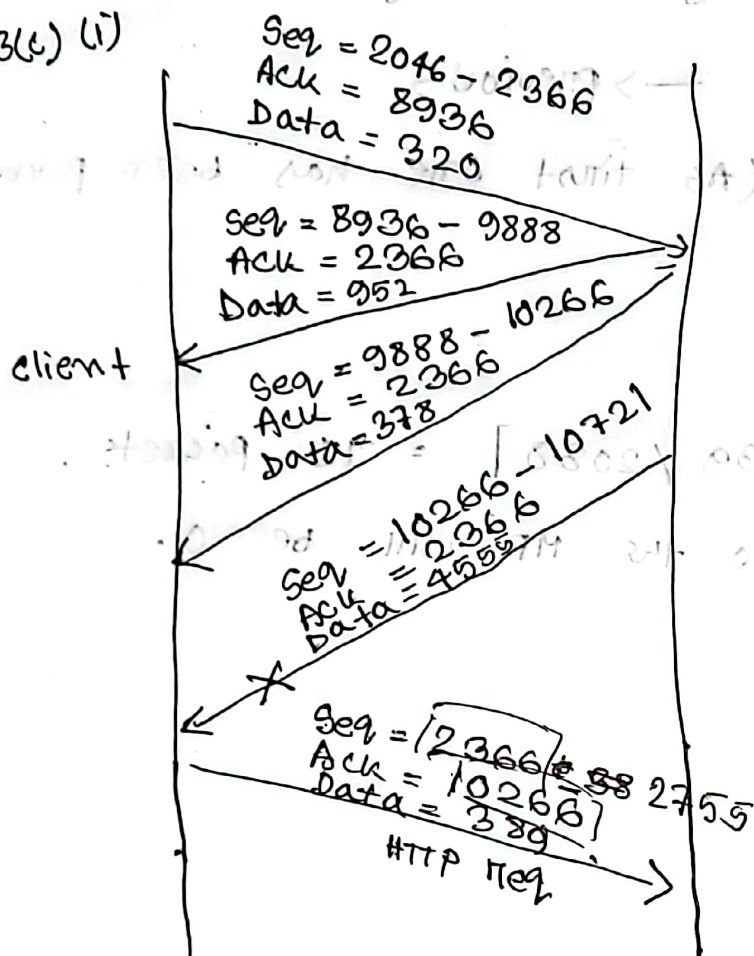 3(c) (i)
Seq = 2046 - 2366
Ack = 8936
Data = 320
Seq = 8936 - 9888
Ack = 2366
Data = 952
client
Seq = 9888 - 10266
Ack = 2366
Data = 378
Seq = 10266 - 10721
Ack = 2366
Data = 4555
Seq = 2366 - 2755
Ack = 10266
Data = 389
HTTP req